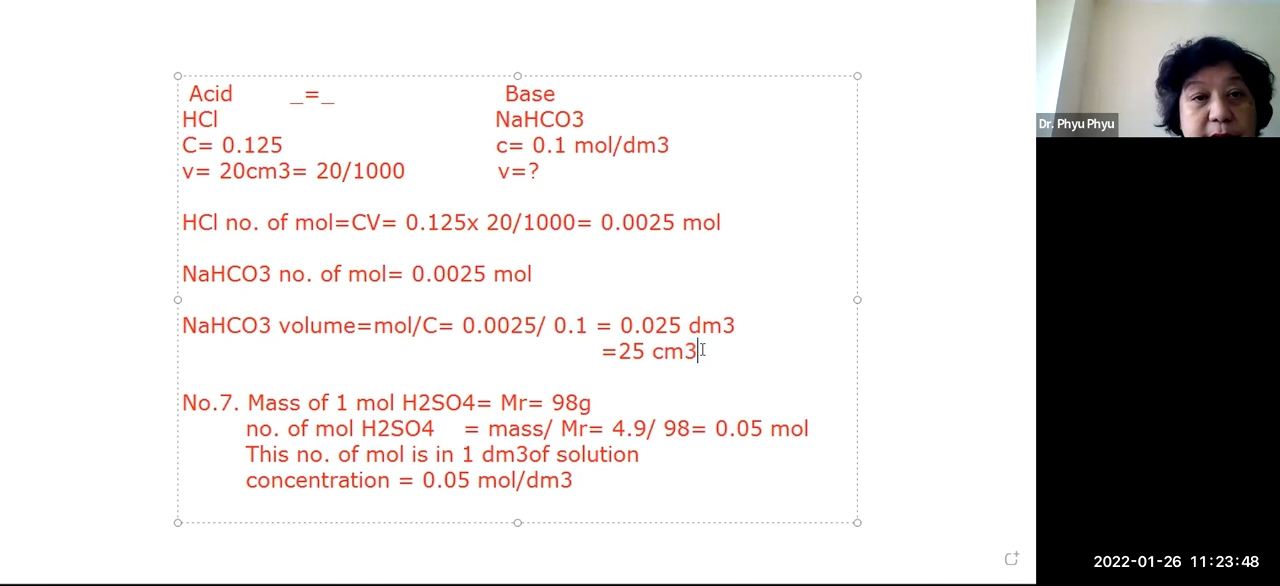 Acid _=_ Base
HCl NaHCO3
C= 0.125 c= 0.1 mol/dm3
v= 20cm3= 20/1000 v=?
HCl no. of mol=CV= 0.125x 20/1000= 0.0025 mol
NaHCO3 no. of mol= 0.0025 mol
NaHCO3 volume=mol/C= 0.0025/ 0.1 = 0.025 dm3
=25 cm3
No.7. Mass of 1 mol H2SO4= Mr= 98g
no. of mol H2SO4 = mass/ Mr= 4.9/ 98= 0.05 mol
This no. of mol is in 1 dm3of solution
concentration = 0.05 mol/dm3
Dr. Phyu Phyu
2022-01-26 11:23:48